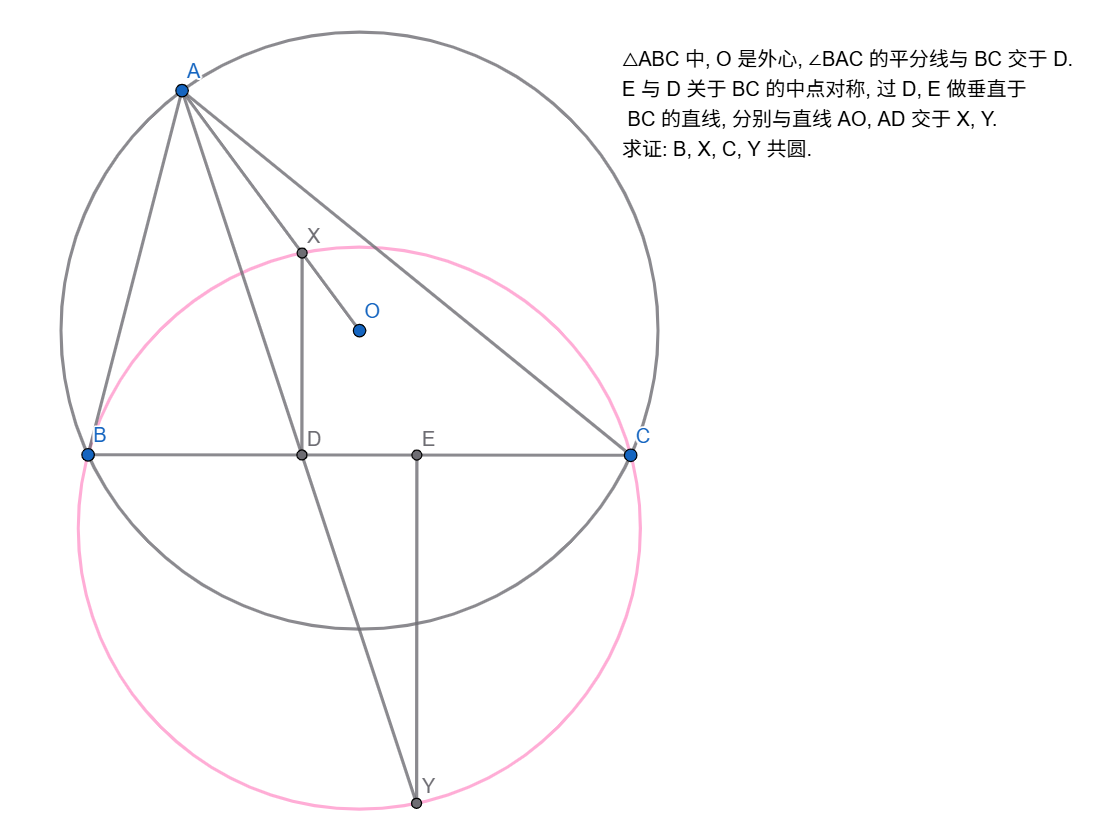 △ABC 中, O 是外心, ∠BAC 的平分线与 BC 交于 D.
E 与 D 关于 BC 的中点对称, 过 D, E 做垂直于
BC 的直线, 分别与直线 AO, AD 交于 X, Y.
求证: B, X, C, Y 共圆.
A
X
O
B
D
E
C
Y